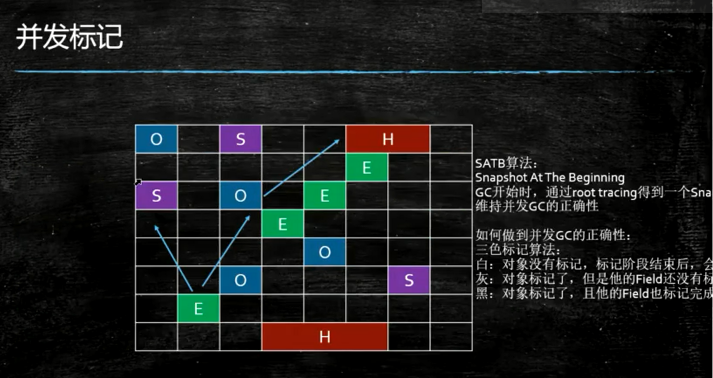 并发标记
O S H
E
S O E
E
O
O S
E
H
SATB算法：
Snapshot At The Beginning
GC开始时，通过root tracing得到一个Sna
维持并发GC的正确性
如何做到并发GC的正确性：
三色标记算法：
白：对象没有标记，标记阶段结束后，会
灰：对象标记了，但是他的Field还没有标
黑：对象标记了，且他的Field也标记完成